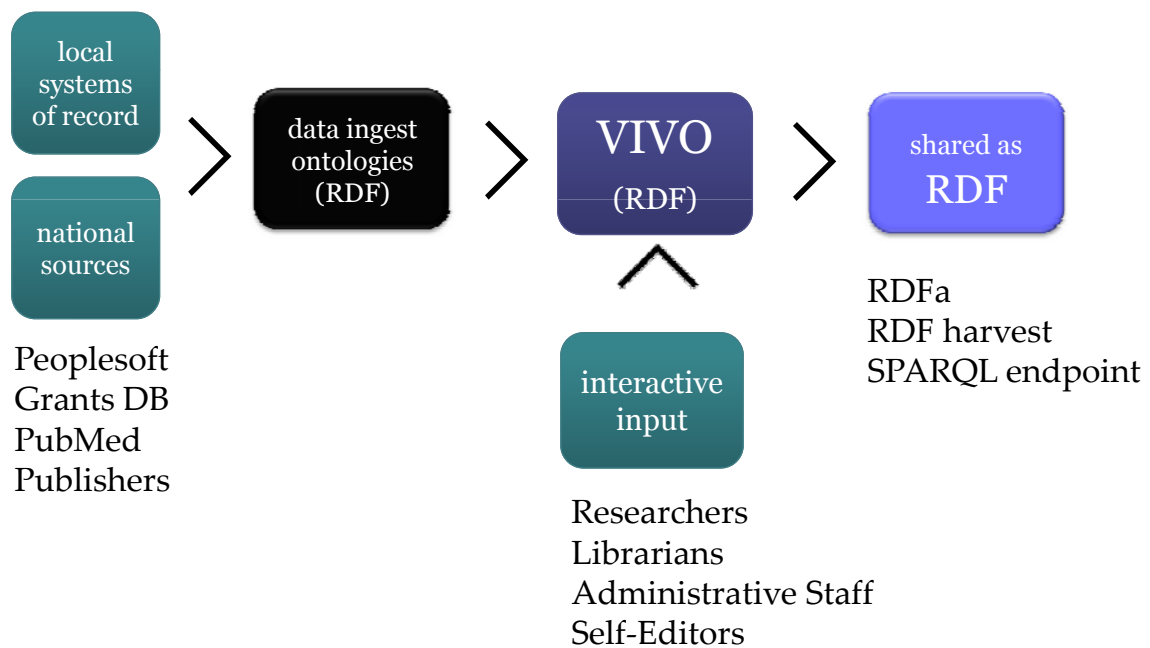 local
systems
of record
national
sources
Peoplesoft
Grants DB
PubMed
Publishers
data ingest
ontologies
(RDF)
VIVO
(RDF)
interactive
input
Researchers
Librarians
Administrative Staff
Self-Editors
shared as
RDF
RDFa
RDF harvest
SPARQL endpoint